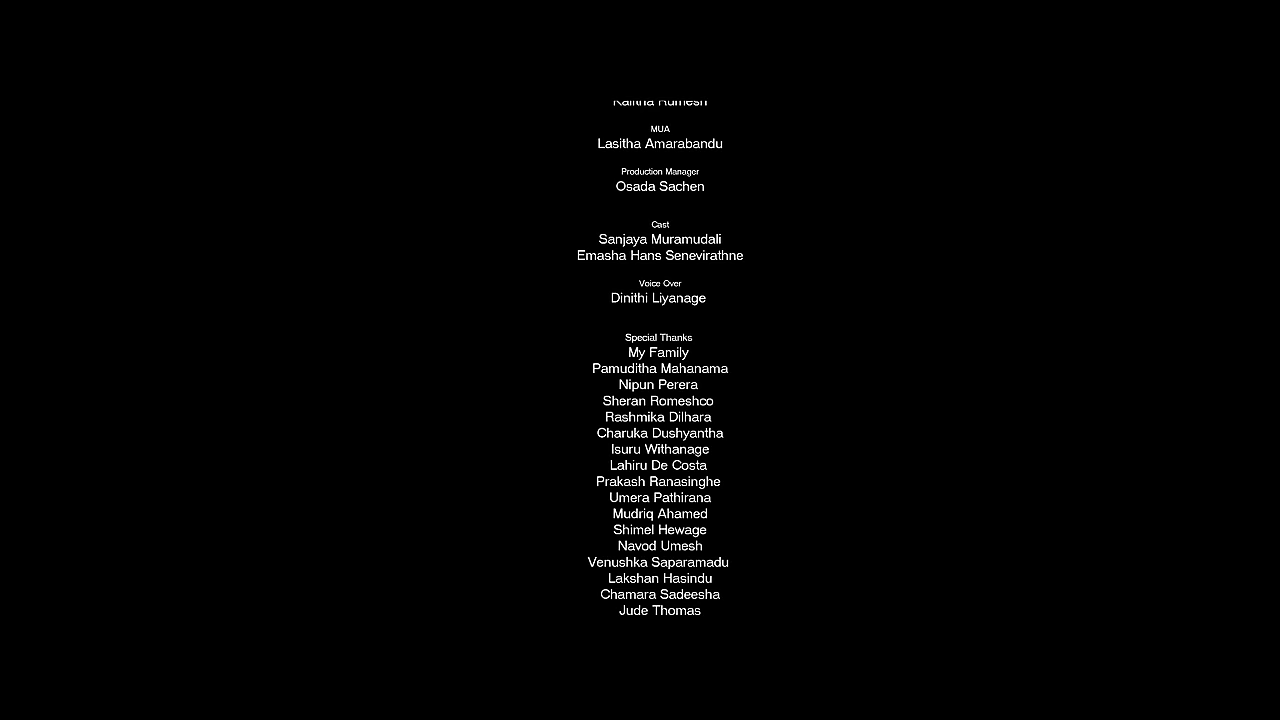 MUA
Lasitha Amarabandu
Production Manager
Osada Sachen
Cast
Sanjaya Muramudali
Emasha Hans Senevirathne
Voice Over
Dinithi Liyanage
Special Thanks
My Family
Pamuditha Mahanama
Nipun Perera
Sheran Romeshco
Rashmika Dilhara
Charuka Dushyantha
Isuru Withanage
Lahiru De Costa
Prakash Ranasinghe
Umera Pathirana
Mudriq Ahamed
Shimel Hewage
Navod Umesh
Venushka Saparamadu
Lakshan Hasindu
Chamara Sadeesha
Jude Thomas